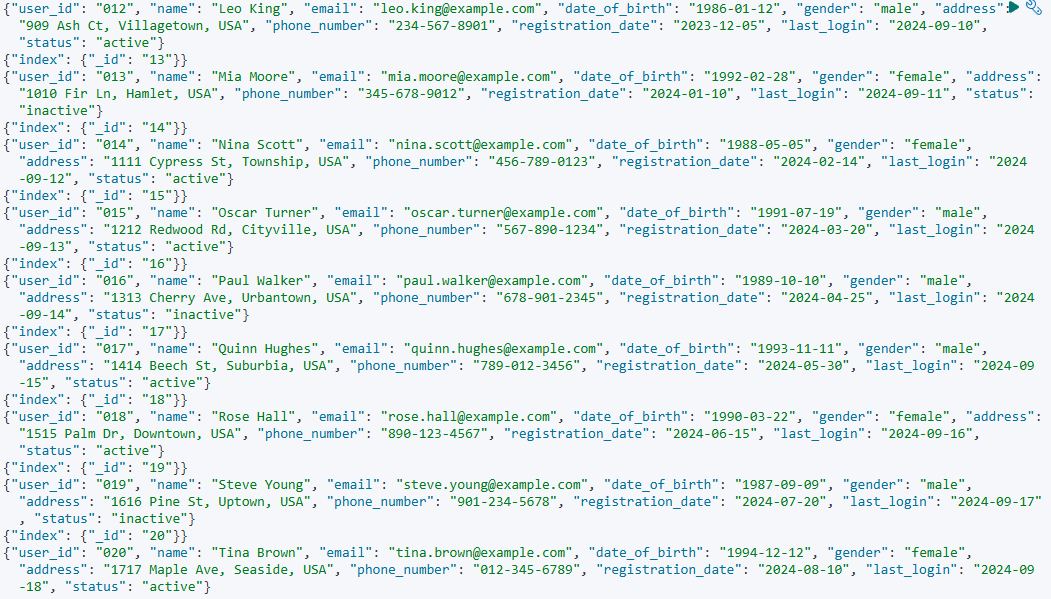 {"user_id": "012", "name": "Leo King", "email": "leo.king@example.com", "date_of_birth": "1986-01-12", "gender": "male", "address":
"909 Ash Ct, Villagetown, USA", "phone_number": "234-567-8901", "registration_date": "2023-12-05", "last_login": "2024-09-10",
"status": "active"}
{"index": {"_id": "13"}}
{"user_id": "013", "name": "Mia Moore", "email": "mia.moore@example.com", "date_of_birth": "1992-02-28", "gender": "female", "address":
"1010 Fir Ln, Hamlet, USA", "phone_number": "345-678-9012", "registration_date": "2024-01-10", "last_login": "2024-09-11", "status":
"inactive"}
{"index": {"_id": "14"}}
{"user_id": "014", "name": "Nina Scott", "email": "nina.scott@example.com", "date_of_birth": "1988-05-05", "gender": "female",
"address": "1111 Cypress St, Township, USA", "phone_number": "456-789-0123", "registration_date": "2024-02-14", "last_login": "2024
-09-12", "status": "active"}
{"index": {"_id": "15"}}
{"user_id": "015", "name": "Oscar Turner", "email": "oscar.turner@example.com", "date_of_birth": "1991-07-19", "gender": "male",
"address": "1212 Redwood Rd, Cityville, USA", "phone_number": "567-890-1234", "registration_date": "2024-03-20", "last_login": "2024
-09-13", "status": "active"}
{"index": {"_id": "16"}}
{"user_id": "016", "name": "Paul Walker", "email": "paul.walker@example.com", "date_of_birth": "1989-10-10", "gender": "male",
"address": "1313 Cherry Ave, Urbantown, USA", "phone_number": "678-901-2345", "registration_date": "2024-04-25", "last_login": "2024
-09-14", "status": "inactive"}
{"index": {"_id": "17"}}
{"user_id": "017", "name": "Quinn Hughes", "email": "quinn.hughes@example.com", "date_of_birth": "1993-11-11", "gender": "male",
"address": "1414 Beech St, Suburbia, USA", "phone_number": "789-012-3456", "registration_date": "2024-05-30", "last_login": "2024-09
-15", "status": "active"}
{"index": {"_id": "18"}}
{"user_id": "018", "name": "Rose Hall", "email": "rose.hall@example.com", "date_of_birth": "1990-03-22", "gender": "female", "address":
"1515 Palm Dr, Downtown, USA", "phone_number": "890-123-4567", "registration_date": "2024-06-15", "last_login": "2024-09-16",
"status": "active"}
{"index": {"_id": "19"}}
{"user_id": "019", "name": "Steve Young", "email": "steve.young@example.com", "date_of_birth": "1987-09-09", "gender": "male",
"address": "1616 Pine St, Uptown, USA", "phone_number": "901-234-5678", "registration_date": "2024-07-20", "last_login": "2024-09-17"
, "status": "inactive"}
{"index": {"_id": "20"}}
{"user_id": "020", "name": "Tina Brown", "email": "tina.brown@example.com", "date_of_birth": "1994-12-12", "gender": "female",
"address": "1717 Maple Ave, Seaside, USA", "phone_number": "012-345-6789", "registration_date": "2024-08-10", "last_login": "2024-09
-18", "status": "active"}